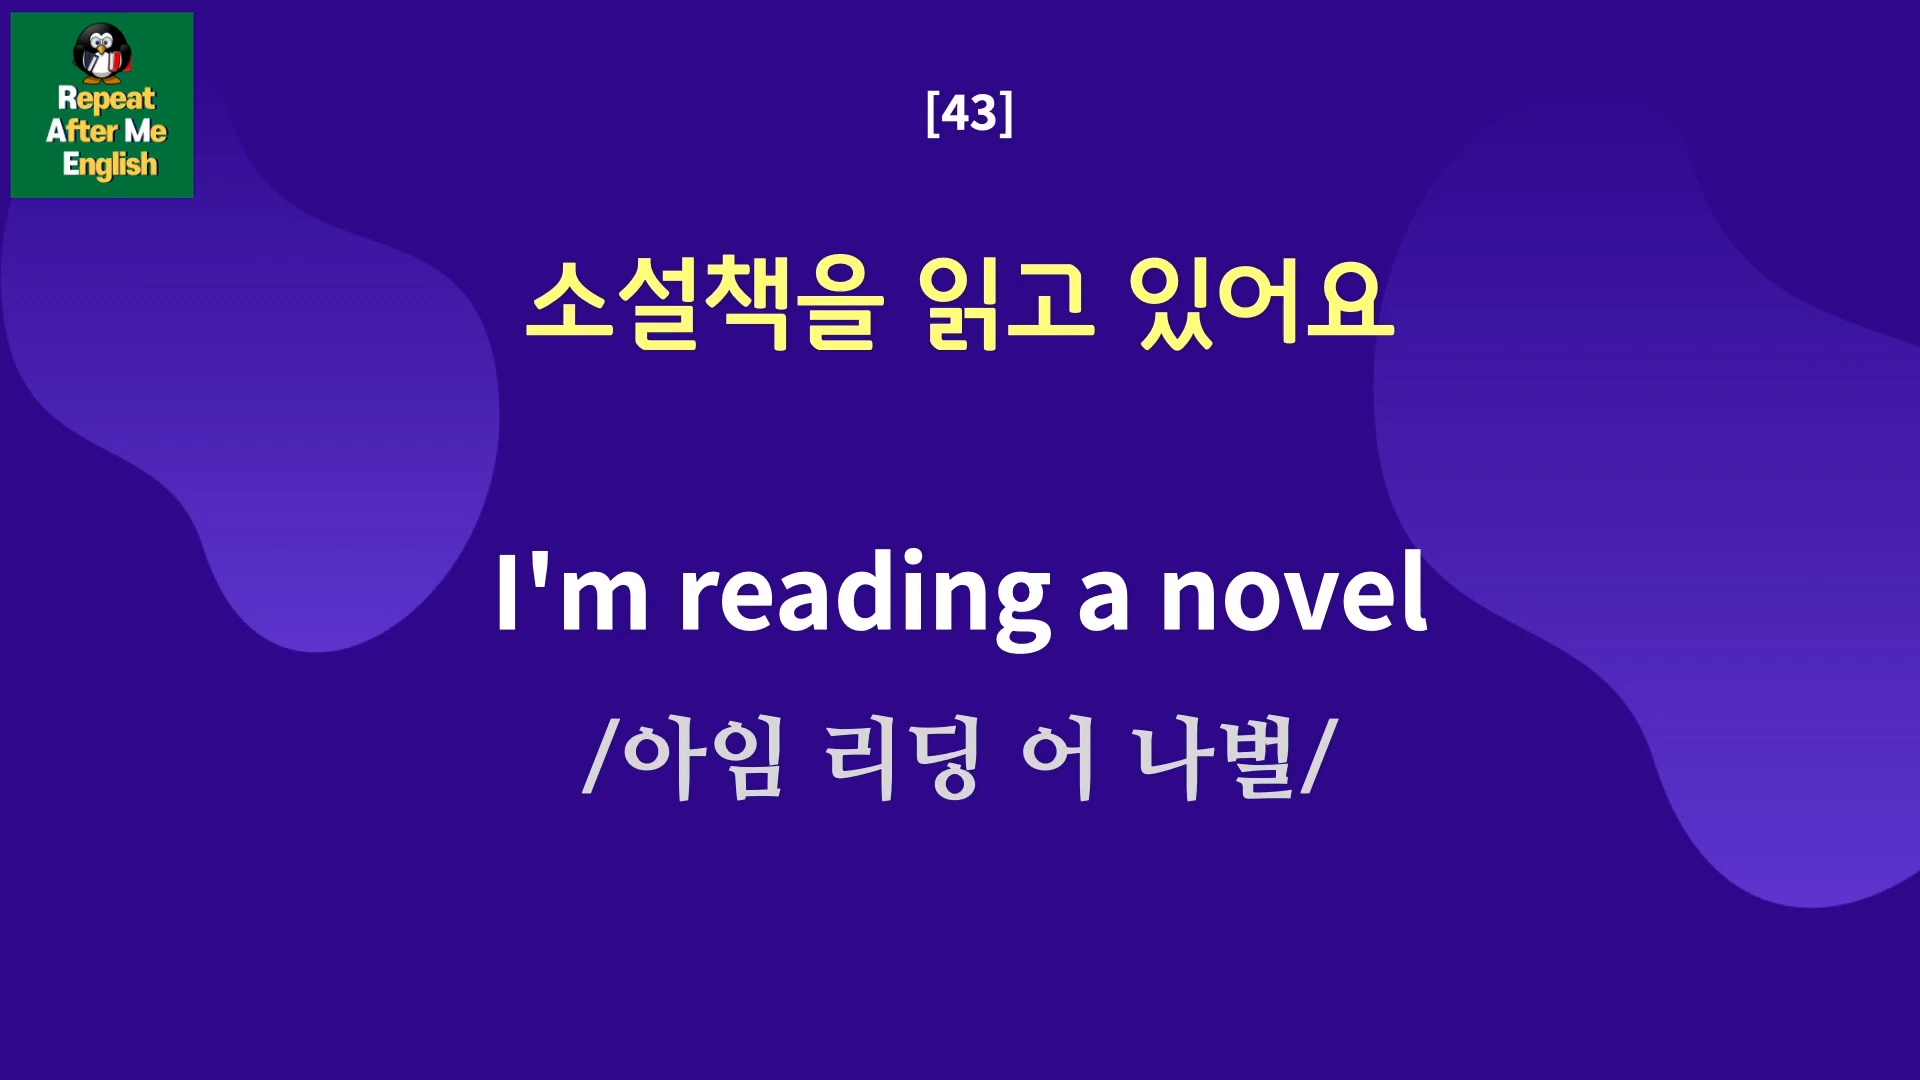 Repeat
After Me
English
[43]
소설책을 읽고 있어요
I'm reading a novel
/아임 리딩 어 나벌/